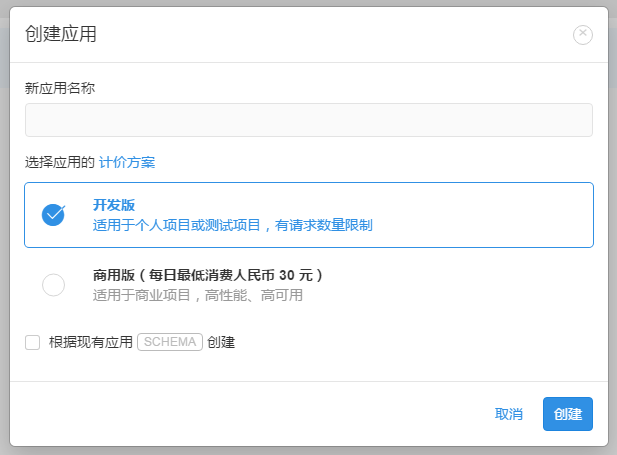 创建应用
新应用名称
选择应用的 计价方案
开发版
适用于个人项目或测试项目，有请求数量限制
商用版（每日最低消费人民币 30 元）
适用于商业项目，高性能、高可用
根据现有应用 SCHEMA 创建
取消 创建